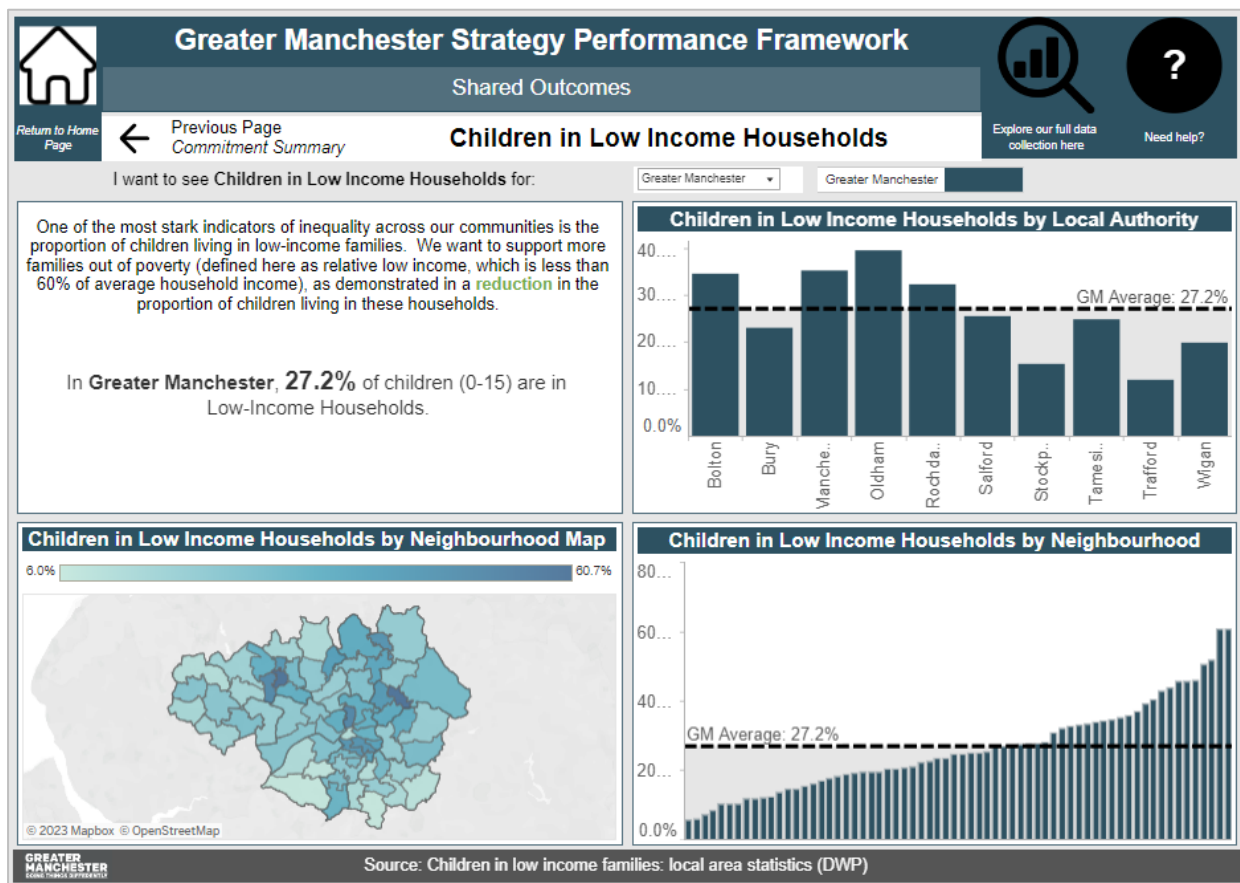 Greater Manchester Strategy Performance Framework
Shared Outcomes
?
Return to Home
Page
Previous Page
Commitment Summary
Children in Low Income Households
Explore our full data
collection here
Need help?
I want to see Children in Low Income Households for:
Greater Manchester
Greater Manchester
One of the most stark indicators of inequality across our communities is the
proportion of children living in low-income families. We want to support more
families out of poverty (defined here as relative low income, which is less than
60% of average household income), as demonstrated in a reduction in the
proportion of children living in these households.
In Greater Manchester, 27.2% of children (0-15) are in
Low-Income Households.
Children in Low Income Households by Local Authority
40....
30....
20....
10....
0.0%
GM Average: 27.2%
Bolton
Bury
Manche..
Oldham
Rochda..
Salford
Stockp..
Tamesi..
Trafford
Wigan
Children in Low Income Households by Neighbourhood Map
6.0%
60.7%
© 2023 Mapbox © OpenStreetMap
Children in Low Income Households by Neighbourhood
80...
60...
40...
20...
0.0%
GM Average: 27.2%
GREATER
MANCHESTER
DOING THINGS DIFFERENTLY
Source: Children in low income families: local area statistics (DWP)